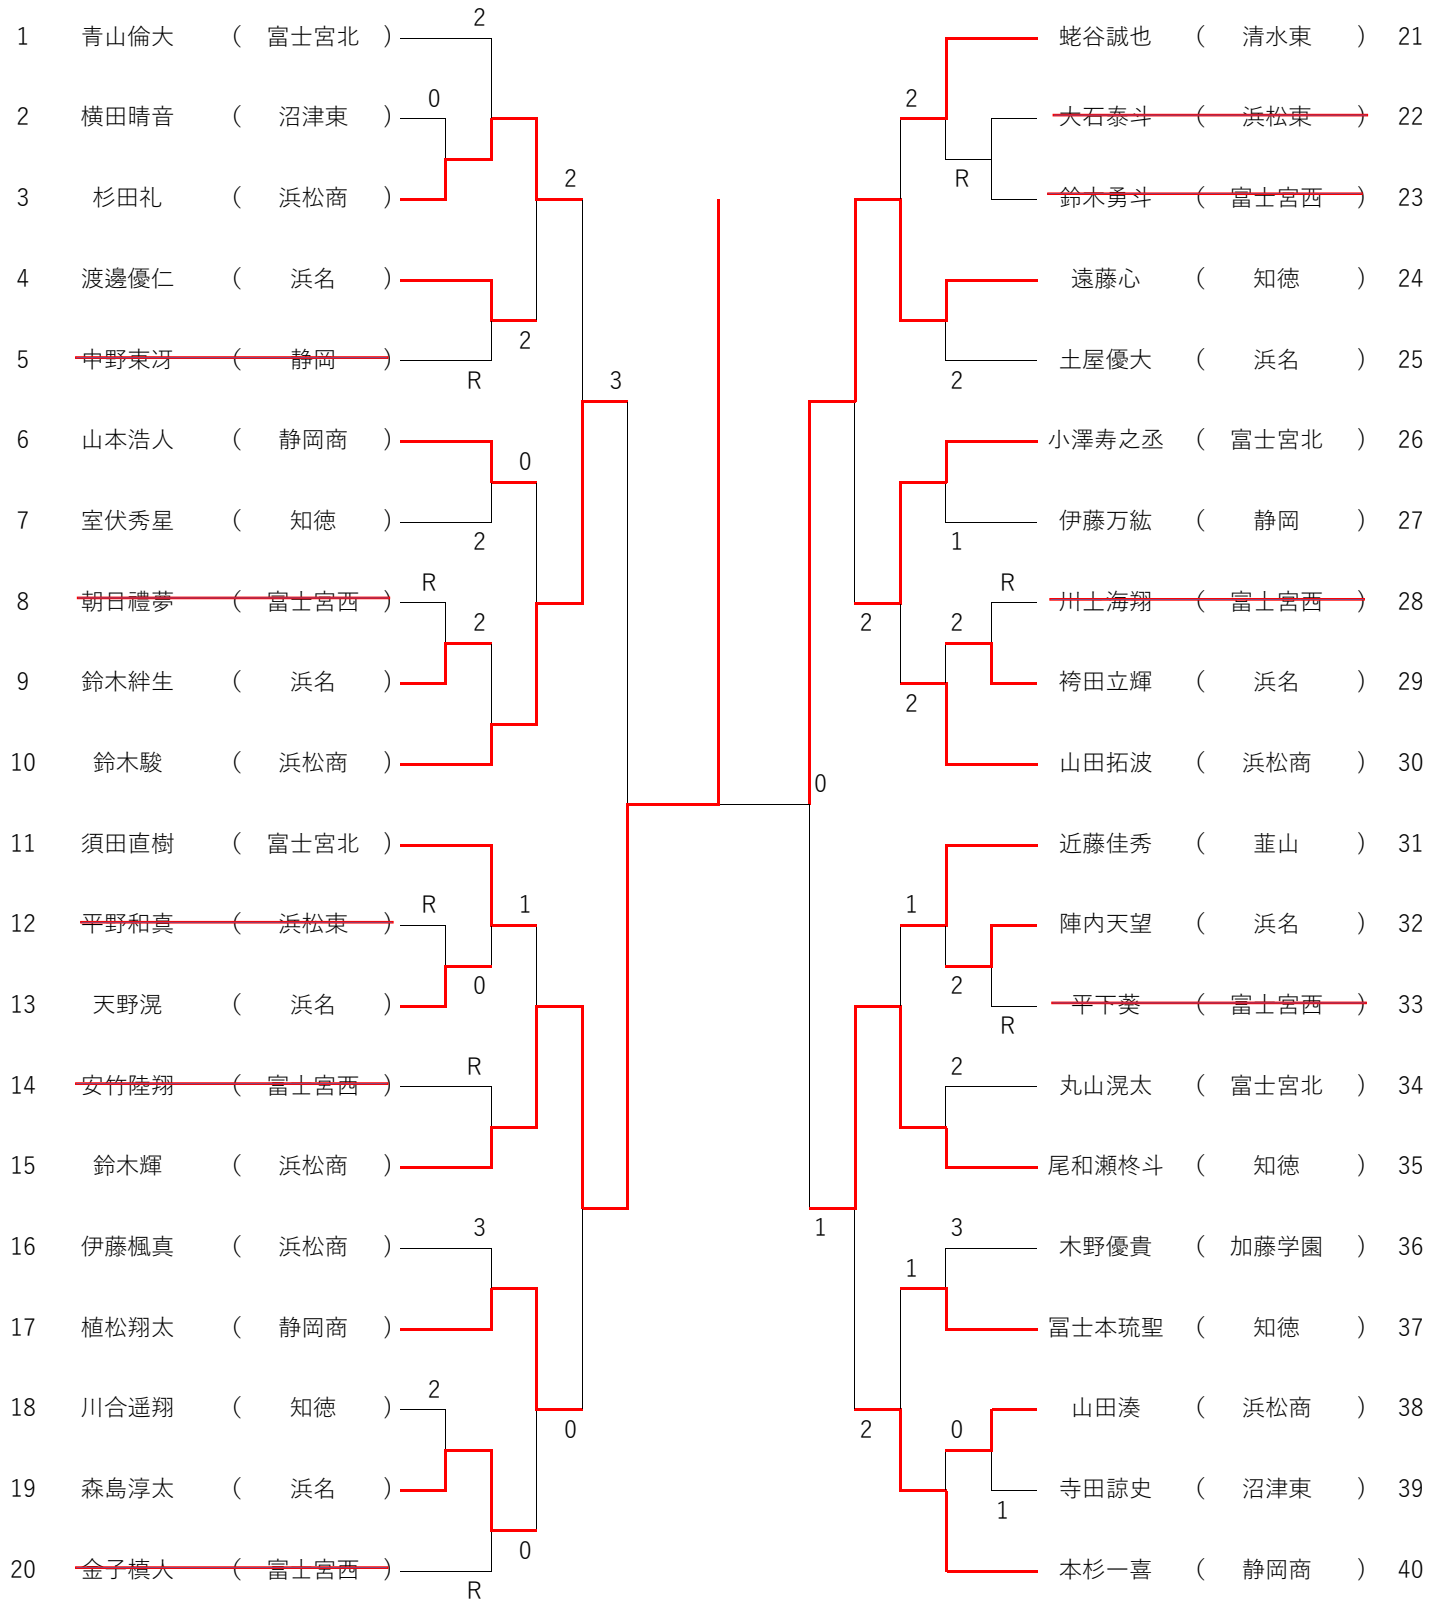 1 青山倫大 ( 富士宮北 ) 2
2 横田晴音 ( 沼津東 ) 0
3 杉田礼 ( 浜松商 ) 2
4 渡邊優仁 ( 浜名 )
2
5 中野東冴 ( 静岡 )
R 3
6 山本浩人 ( 静岡商 )
0
7 室伏秀星 ( 知徳 )
2
R
8 朝日禮夢 ( 富士宮西 )
2
9 鈴木絆生 ( 浜名 )
10 鈴木駿 ( 浜松商 )
11 須田直樹 ( 富士宮北 )
R 1
12 平野和真 ( 浜松東 )
0
13 天野滉 ( 浜名 )
R
14 安竹陸翔 ( 富士宮西 )
15 鈴木輝 ( 浜松商 )
3
16 伊藤楓真 ( 浜松商 )
17 植松翔太 ( 静岡商 )
2
18 川合遥翔 ( 知徳 )
0
19 森島淳太 ( 浜名 )
0
20 金子槙人 ( 富士宮西 )
R
蛯谷誠也 ( 清水東 ) 21
2
大石泰斗 ( 浜松東 ) 22
R
鈴木勇斗 ( 富士宮西 ) 23
遠藤心 ( 知徳 ) 24
土屋優大 ( 浜名 ) 25
2
小澤寿之丞 ( 富士宮北 ) 26
伊藤万紘 ( 静岡 ) 27
1
R
川上海翔 ( 富士宮西 ) 28
2 2
袴田立輝 ( 浜名 ) 29
2
山田拓波 ( 浜松商 ) 30
0
近藤佳秀 ( 韮山 ) 31
1
陣内天望 ( 浜名 ) 32
2
平下葵 ( 富士宮西 ) 33
R
2
丸山滉太 ( 富士宮北 ) 34
尾和瀬柊斗 ( 知徳 ) 35
1 3
木野優貴 ( 加藤学園 ) 36
1
冨士本琉聖 ( 知徳 ) 37
山田湊 ( 浜松商 ) 38
2 0
寺田諒史 ( 沼津東 ) 39
1
本杉一喜 ( 静岡商 ) 40